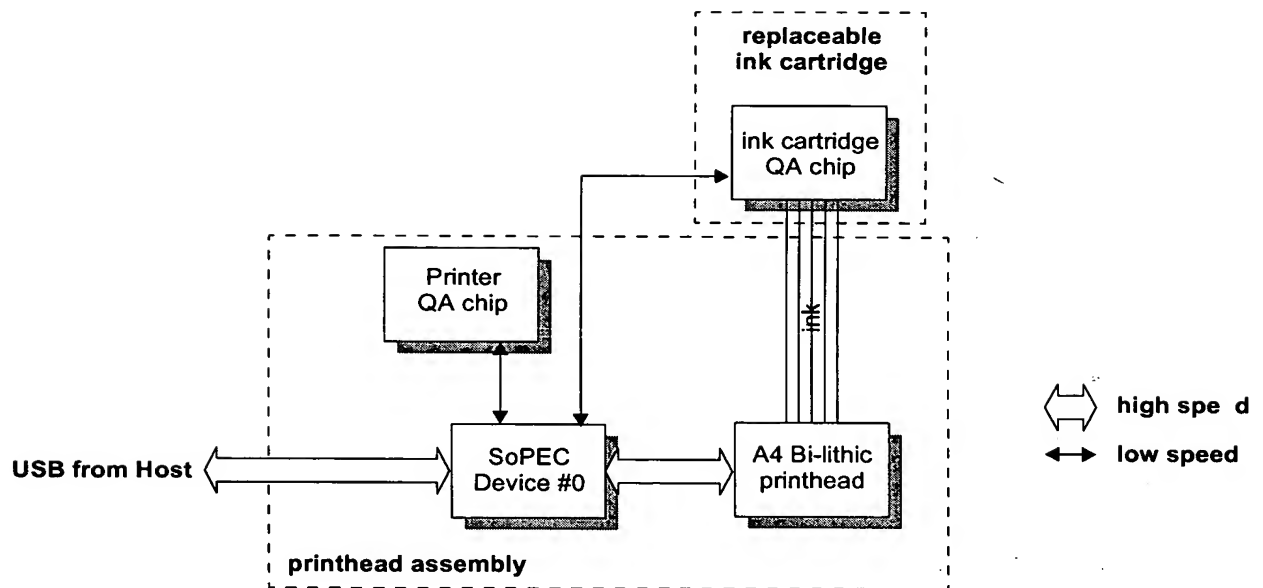 replaceable
ink cartridge
ink cartridge
QA chip
Printer
QA chip
ink
high spe d
low speed
USB from Host
SoPEC
Device #0
A4 Bi-lithic
printhead
printhead assembly